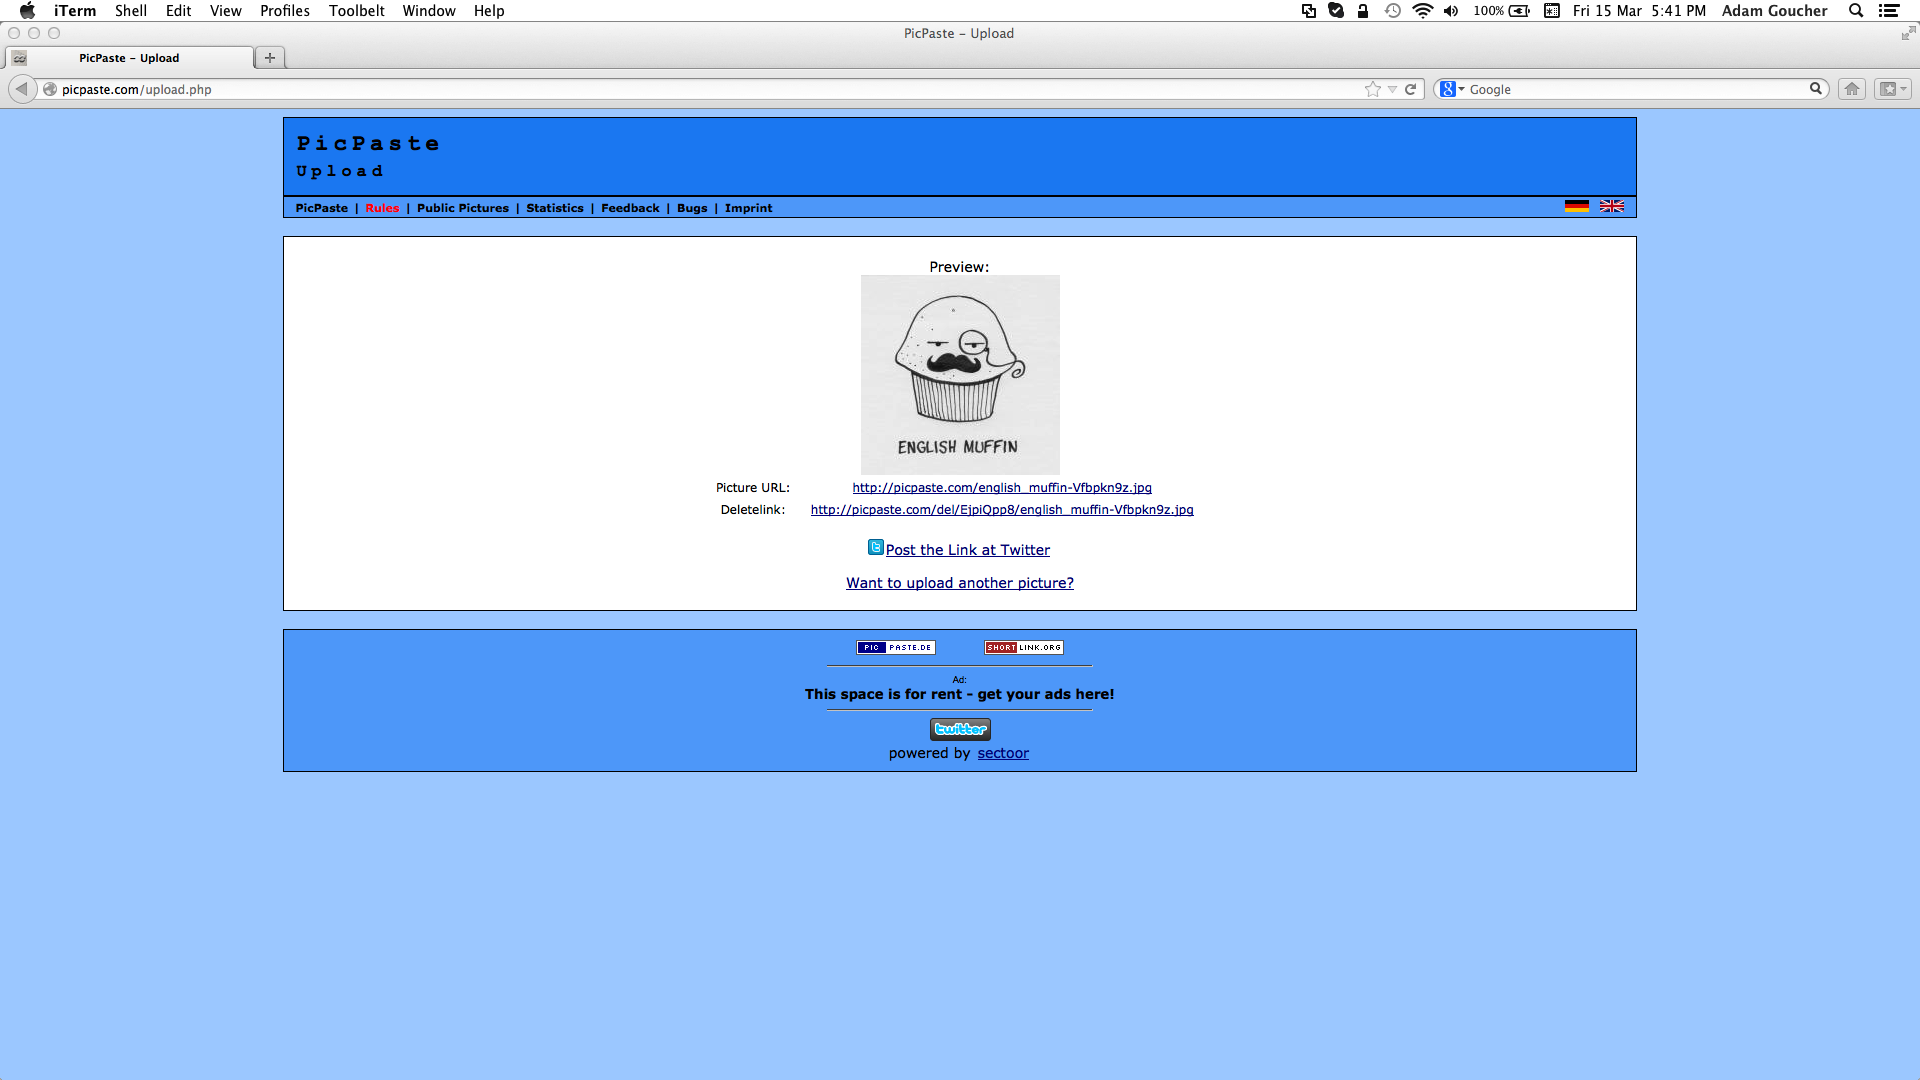 iTerm Shell Edit View Profiles Toolbelt Window Help 100% Fri 15 Mar 5:41 PM Adam Goucher
PicPaste – Upload
PicPaste – Upload
picpaste.com/upload.php Google
PicPaste
Upload
PicPaste | Rules | Public Pictures | Statistics | Feedback | Bugs | Imprint
Preview:
ENGLISH MUFFIN
Picture URL: http://picpaste.com/english_muffin-Vfbpkn9z.jpg
Deletelink: http://picpaste.com/del/EjpiQpp8/english_muffin-Vfbpkn9z.jpg
Post the Link at Twitter
Want to upload another picture?
PIC PASTE.DE SHORT LINK.ORG
Ad:
This space is for rent - get your ads here!
twitter
powered by sectoor